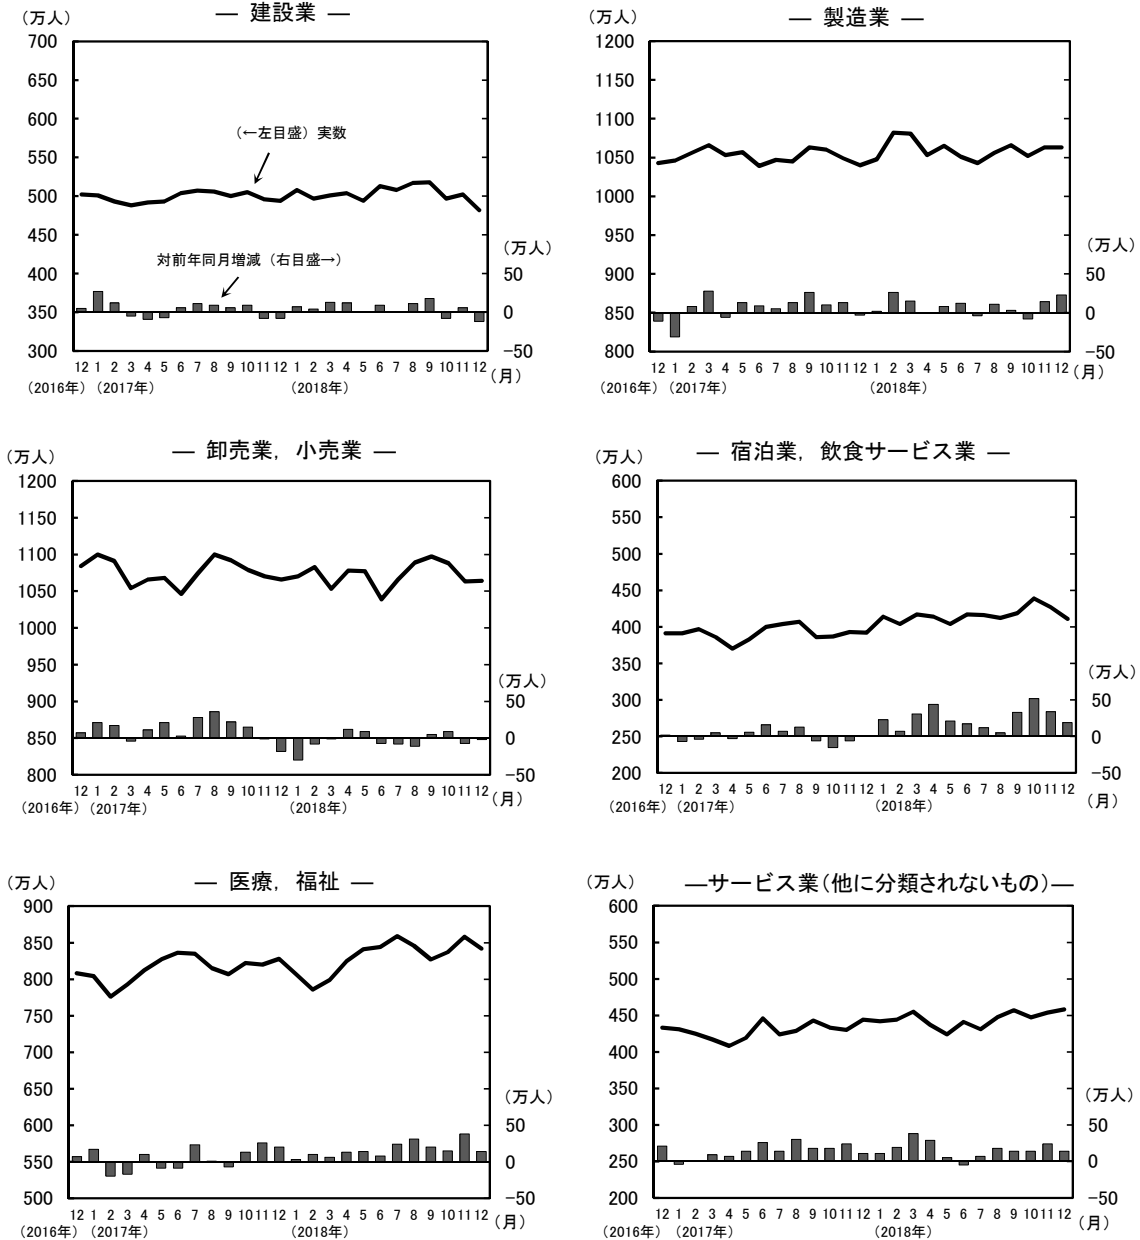 — 建設業 —
(万人)
700
650
600
550
500
450
400
350
300
(←左目盛) 実数
対前年同月増減 (右目盛→)
(万人)
50
0
−50
12 1 2 3 4 5 6 7 8 9 10 11 12 1 2 3 4 5 6 7 8 9 10 11 12
(月)
(2016年) (2017年) (2018年)
— 製造業 —
(万人)
1200
1150
1100
1050
1000
950
900
850
800
(万人)
50
0
−50
12 1 2 3 4 5 6 7 8 9 10 11 12 1 2 3 4 5 6 7 8 9 10 11 12
(月)
(2016年) (2017年) (2018年)
— 卸売業, 小売業 —
(万人)
1200
1150
1100
1050
1000
950
900
850
800
(万人)
50
0
−50
12 1 2 3 4 5 6 7 8 9 10 11 12 1 2 3 4 5 6 7 8 9 10 11 12
(月)
(2016年) (2017年) (2018年)
— 宿泊業, 飲食サービス業 —
(万人)
600
550
500
450
400
350
300
250
200
(万人)
50
0
−50
12 1 2 3 4 5 6 7 8 9 10 11 12 1 2 3 4 5 6 7 8 9 10 11 12
(月)
(2016年) (2017年) (2018年)
— 医療, 福祉 —
(万人)
900
850
800
750
700
650
600
550
500
(万人)
50
0
−50
12 1 2 3 4 5 6 7 8 9 10 11 12 1 2 3 4 5 6 7 8 9 10 11 12
(月)
(2016年) (2017年) (2018年)
—サービス業(他に分類されないもの)—
(万人)
600
550
500
450
400
350
300
250
200
(万人)
50
0
−50
12 1 2 3 4 5 6 7 8 9 10 11 12 1 2 3 4 5 6 7 8 9 10 11 12
(月)
(2016年) (2017年) (2018年)